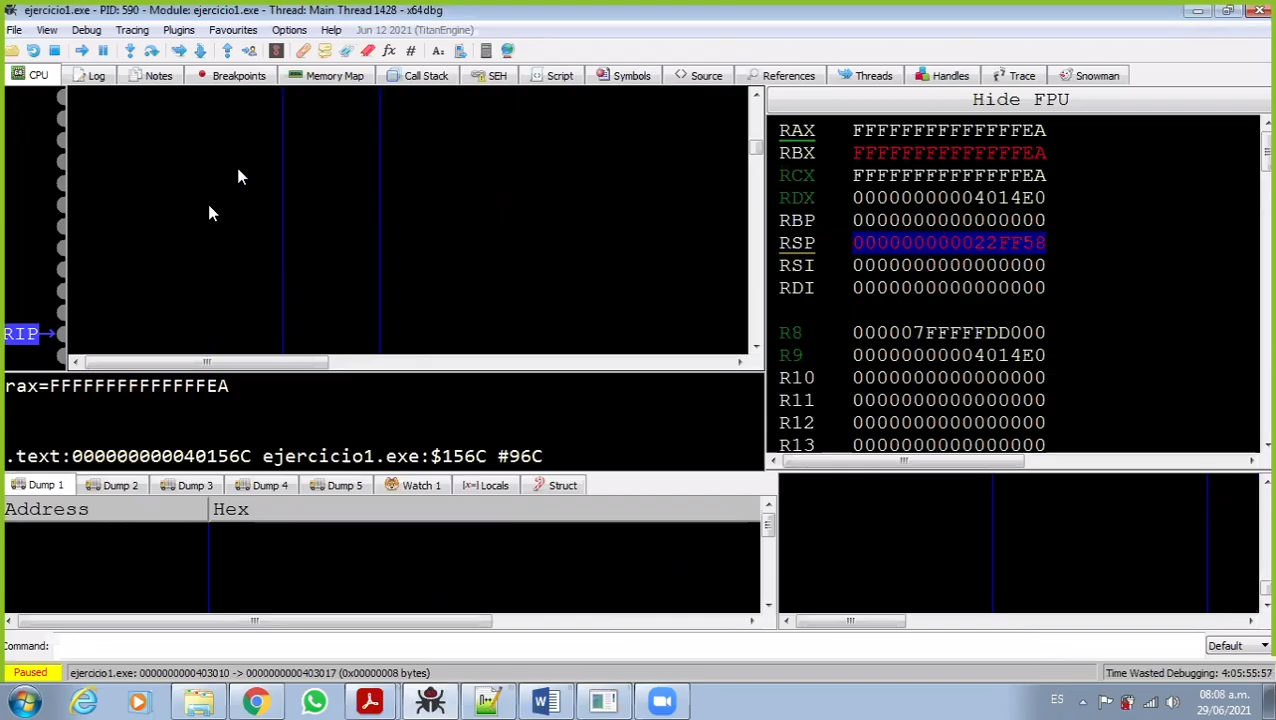 ejercicio1.exe - PID: 590 - Module: ejercicio1.exe - Thread: Main Thread 1428 - x64dbg
File View Debug Tracing Plugins Favourites Options Help Jun 12 2021 (TitanEngine)
CPU Log Notes Breakpoints Memory Map Call Stack SEH Script Symbols Source References Threads Handles Trace Snowman
Hide FPU
RAX FFFFFFFFFFFFFFEA
RBX FFFFFFFFFFFFFFEA
RCX FFFFFFFFFFFFFFEA
RDX 00000000004014E0
RBP 0000000000000000
RSP 000000000022FF58
RSI 0000000000000000
RDI 0000000000000000
R8 000007FFFFFDD000
R9 00000000004014E0
R10 0000000000000000
R11 0000000000000000
R12 0000000000000000
R13 0000000000000000
RIP
rax=FFFFFFFFFFFFFFEA
.text:000000000040156C ejercicio1.exe:$156C #96C
Dump 1 Dump 2 Dump 3 Dump 4 Dump 5 Watch 1 [x=] Locals Struct
Address Hex
Command: Default
Paused ejercicio1.exe: 0000000000403010 -> 0000000000403017 (0x00000008 bytes) Time Wasted Debugging: 4:05:55:57
ES 08:08 a.m.
29/06/2021